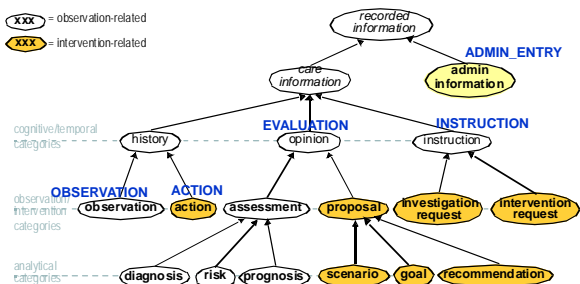 xxx = observation-related
xxx = intervention-related
recorded
information
ADMIN_ENTRY
care
information
admin
information
cognitive/temporal
categories
EVALUATION
INSTRUCTION
history
opinion
instruction
OBSERVATION
ACTION
observation/
intervention
categories
observation
action
assessment
proposal
investigation
request
intervention
request
analytical
categories
diagnosis
risk
prognosis
scenario
goal
recommendation